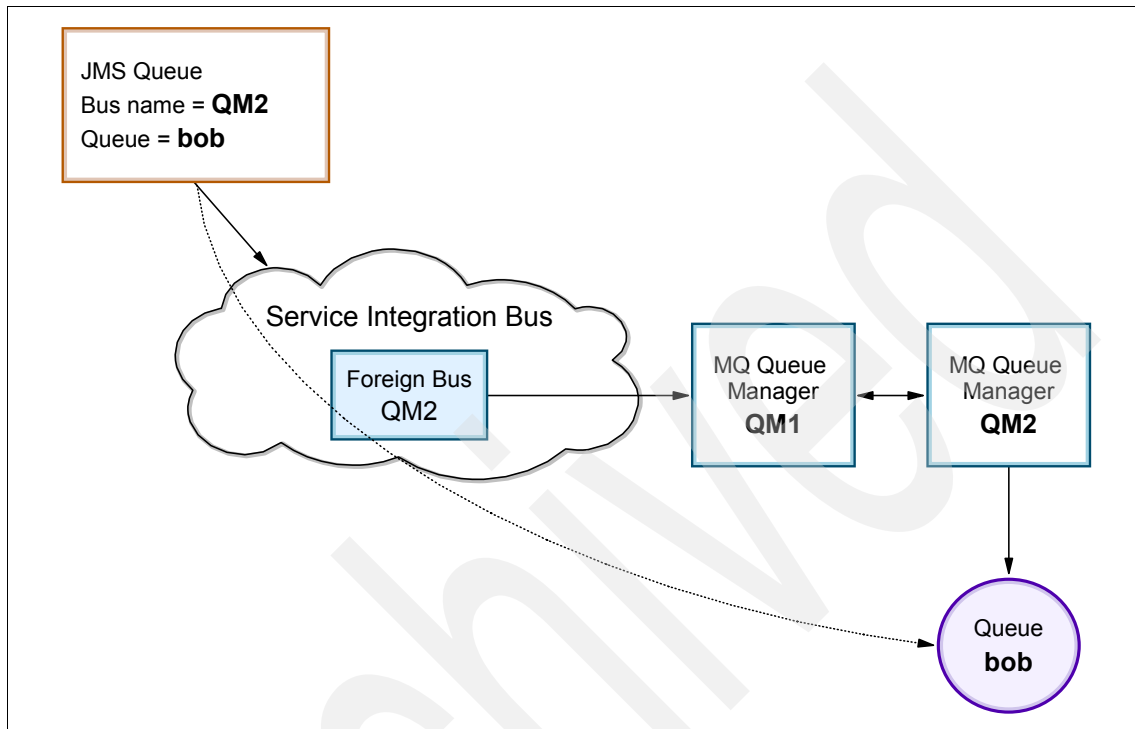 JMS Queue
Bus name = QM2
Queue = bob
Service Integration Bus
Foreign Bus
QM2
MQ Queue
Manager
QM1
MQ Queue
Manager
QM2
Queue
bob